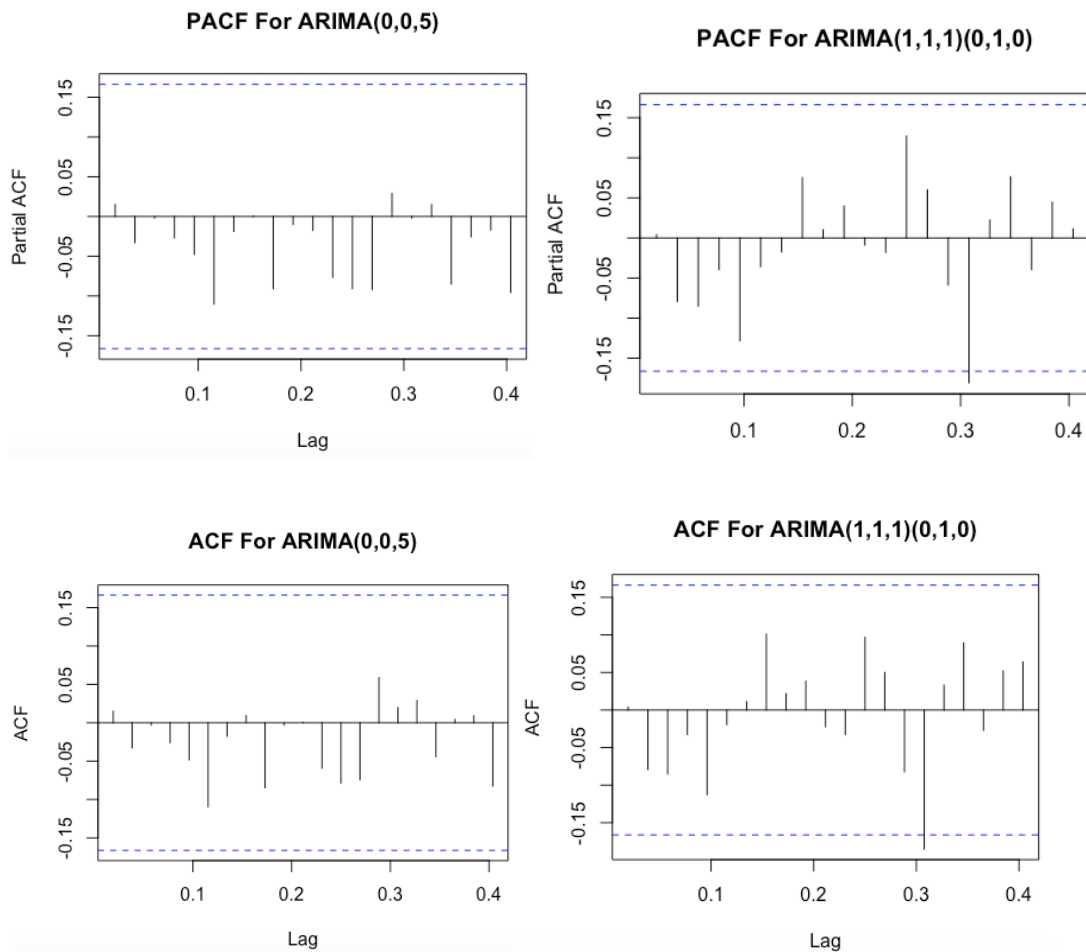 PACF For ARIMA(0,0,5)
Partial ACF
0.15
0.05
-0.05
-0.15
0.1
0.2
0.3
0.4
Lag
PACF For ARIMA(1,1,1)(0,1,0)
Partial ACF
0.15
0.05
-0.05
-0.15
0.1
0.2
0.3
0.4
ACF For ARIMA(0,0,5)
ACF
0.15
0.05
-0.05
-0.15
0.1
0.2
0.3
0.4
Lag
ACF For ARIMA(1,1,1)(0,1,0)
ACF
0.15
0.05
-0.05
-0.15
0.1
0.2
0.3
0.4
Lag